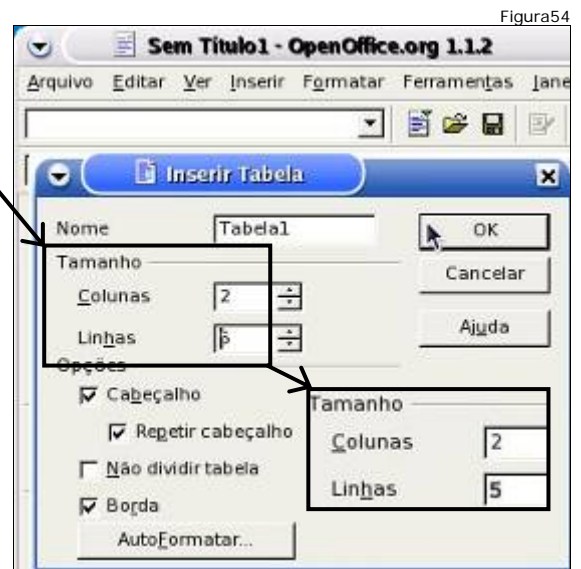 Figura54
Sem Título1 - OpenOffice.org 1.1.2
Arquivo Editar Ver Inserir Formatar Ferramentas Jane
Inserir Tabela
Nome Tabela1 OK
Tamanho Cancelar
Colunas 2
Linhas 5 Ajuda
Opções
Cabeçalho
Repetir cabeçalho
Não dividir tabela
Borda
AutoFormatar...
Tamanho
Colunas 2
Linhas 5